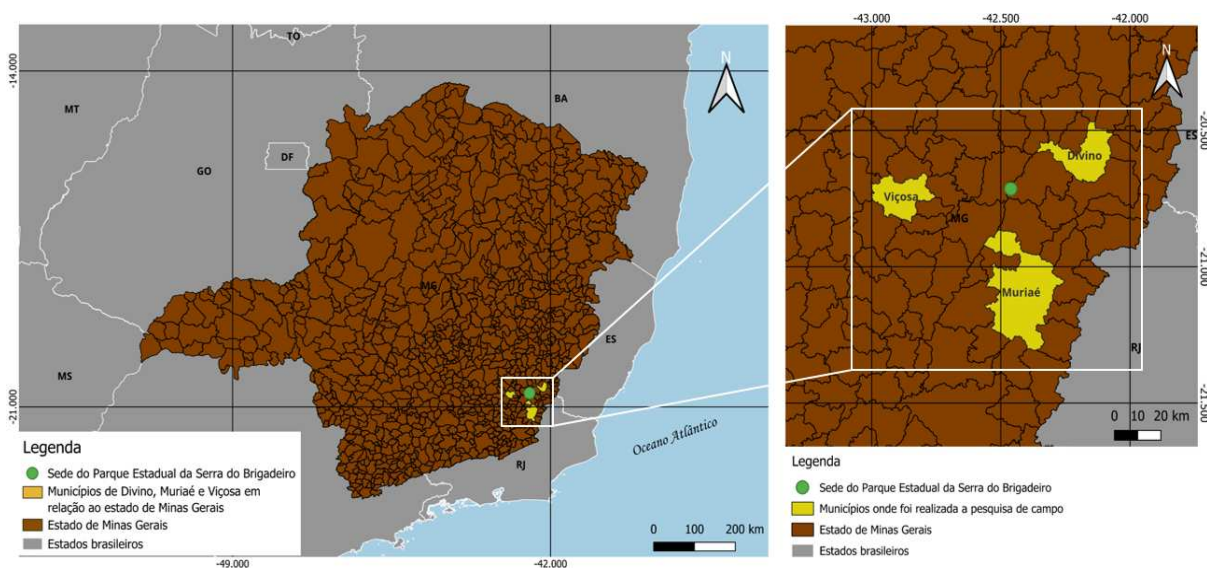 TO
N
-14.000
MT
BA
DF
GO
MG
ES
MS
-21.000
Oceano Atlântico
RJ
Legenda
Sede do Parque Estadual da Serra do Brigadeiro
Municípios de Divino, Muriaé e Viçosa em
relação ao estado de Minas Gerais
Estado de Minas Gerais
Estados brasileiros
0 100 200 km
-49.000
-42.000
-43.000
-42.500
-42.000
N
-20.500
ES
Divino
Viçosa
MG
-21.000
Muriaé
RJ
-21.500
0 10 20 km
Legenda
Sede do Parque Estadual da Serra do Brigadeiro
Municípios onde foi realizada a pesquisa de campo
Estado de Minas Gerais
Estados brasileiros